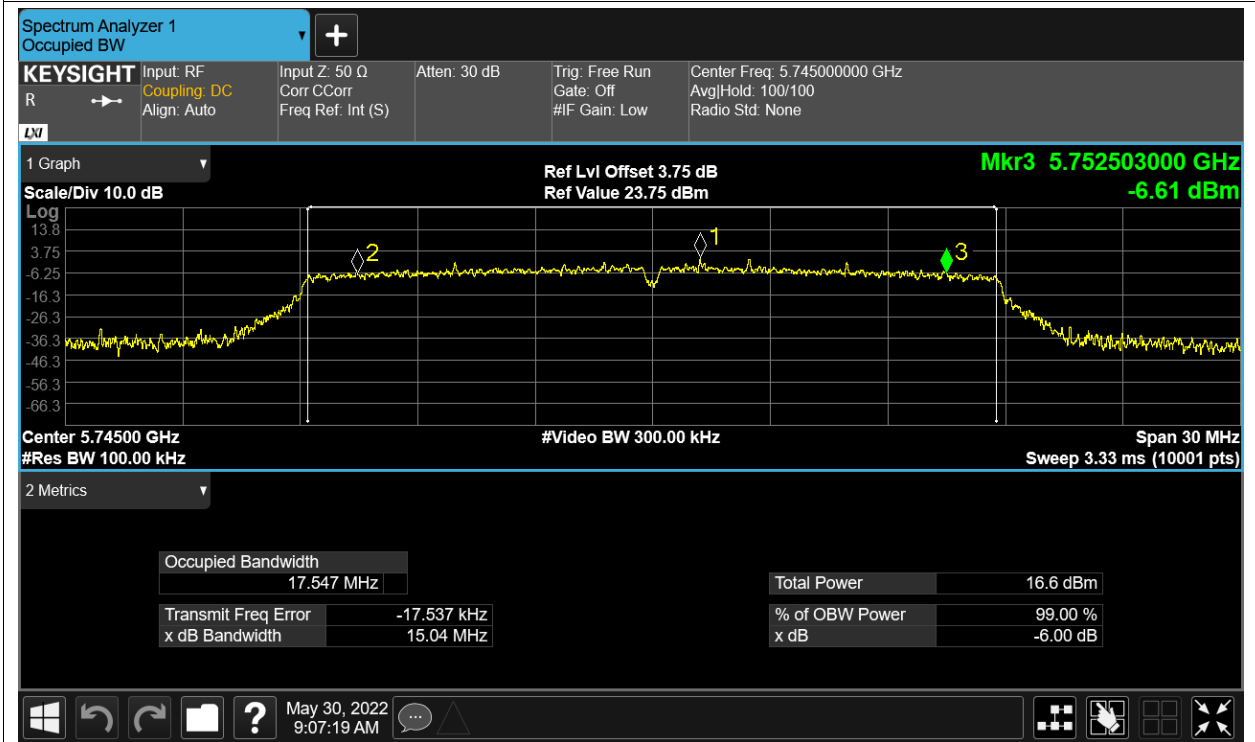 Spectrum Analyzer 1
Occupied BW
KEYSIGHT
R
LXI
Input: RF
Coupling: DC
Align: Auto
Input Z: 50 Ω
Corr CCorr
Freq Ref: Int (S)
Atten: 30 dB
Trig: Free Run
Gate: Off
#IF Gain: Low
Center Freq: 5.745000000 GHz
Avg|Hold: 100/100
Radio Std: None
1 Graph
Scale/Div 10.0 dB
Ref Lvl Offset 3.75 dB
Ref Value 23.75 dBm
Mkr3 5.752503000 GHz
-6.61 dBm
Log
13.8
3.75
-6.25
-16.3
-26.3
-36.3
-46.3
-56.3
-66.3
2
1
3
Center 5.74500 GHz
#Video BW 300.00 kHz
Span 30 MHz
#Res BW 100.00 kHz
Sweep 3.33 ms (10001 pts)
2 Metrics
Occupied Bandwidth
17.547 MHz
Transmit Freq Error -17.537 kHz
x dB Bandwidth 15.04 MHz
Total Power 16.6 dBm
% of OBW Power 99.00 %
x dB -6.00 dB
?
May 30, 2022
9:07:19 AM